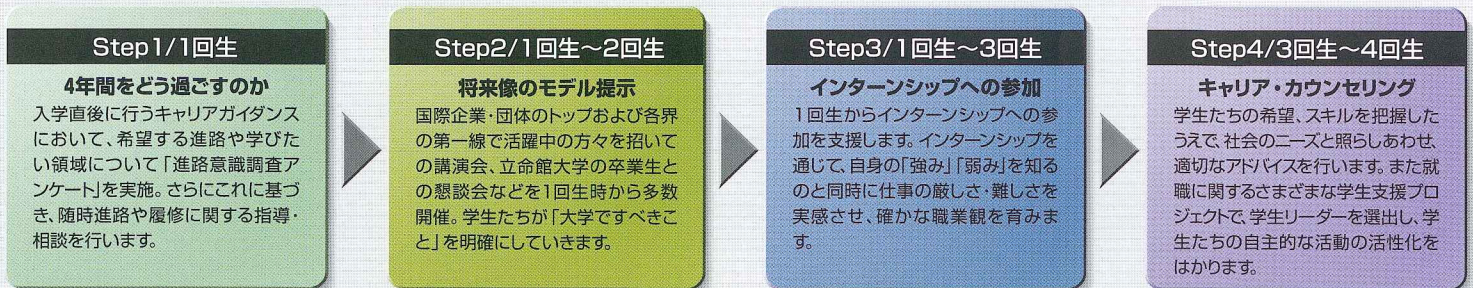 Step1/1回生
4年間をどう過ごすのか
入学直後に行うキャリアガイダンス
において、希望する進路や学びた
い領域について「進路意識調査ア
ンケート」を実施。さらにこれに基づ
き、随時進路や履修に関する指導・
相談を行います。
Step2/1回生～2回生
将来像のモデル提示
国際企業・団体のトップおよび各界
の第一線で活躍中の方々を招いて
の講演会、立命館大学の卒業生と
の懇談会などを1回生時から多数
開催。学生たちが「大学ですべきこ
と」を明確にしていきます。
Step3/1回生～3回生
インターンシップへの参加
1回生からインターンシップへの参
加を支援します。インターンシップを
通じて、自身の「強み」「弱み」を知る
のと同時に仕事の厳しさ・難しさを
実感させ、確かな職業観を育みま
す。
Step4/3回生～4回生
キャリア・カウンセリング
学生たちの希望、スキルを把握した
うえで、社会のニーズと照らしあわせ、
適切なアドバイスを行います。また就
職に関するさまざまな学生支援プロ
ジェクトで、学生リーダーを選出し、学
生たちの自主的な活動の活性化を
はかります。